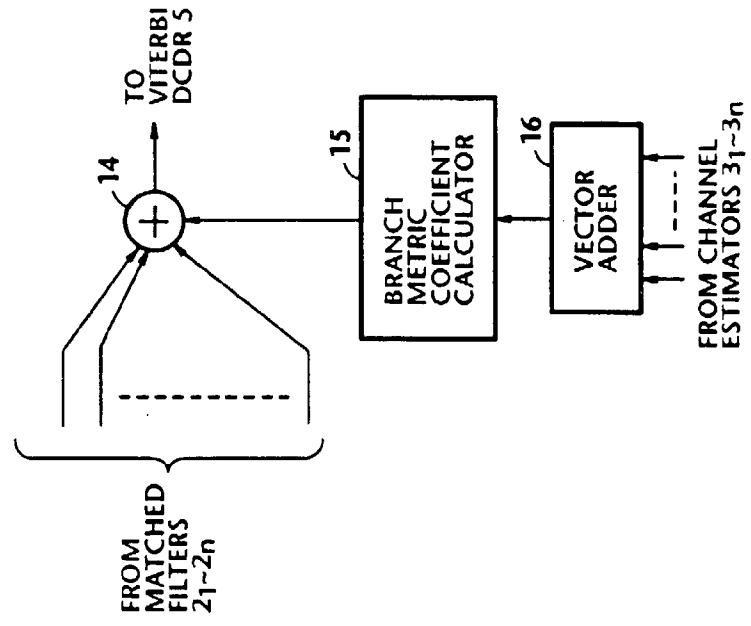 TO
VITERBI
DCDR 5
14
+
FROM
MATCHED
FILTERS
2₁~2ₙ
15
BRANCH
METRIC
COEFFICIENT
CALCULATOR
16
VECTOR
ADDER
FROM CHANNEL
ESTIMATORS 3₁~3ₙ